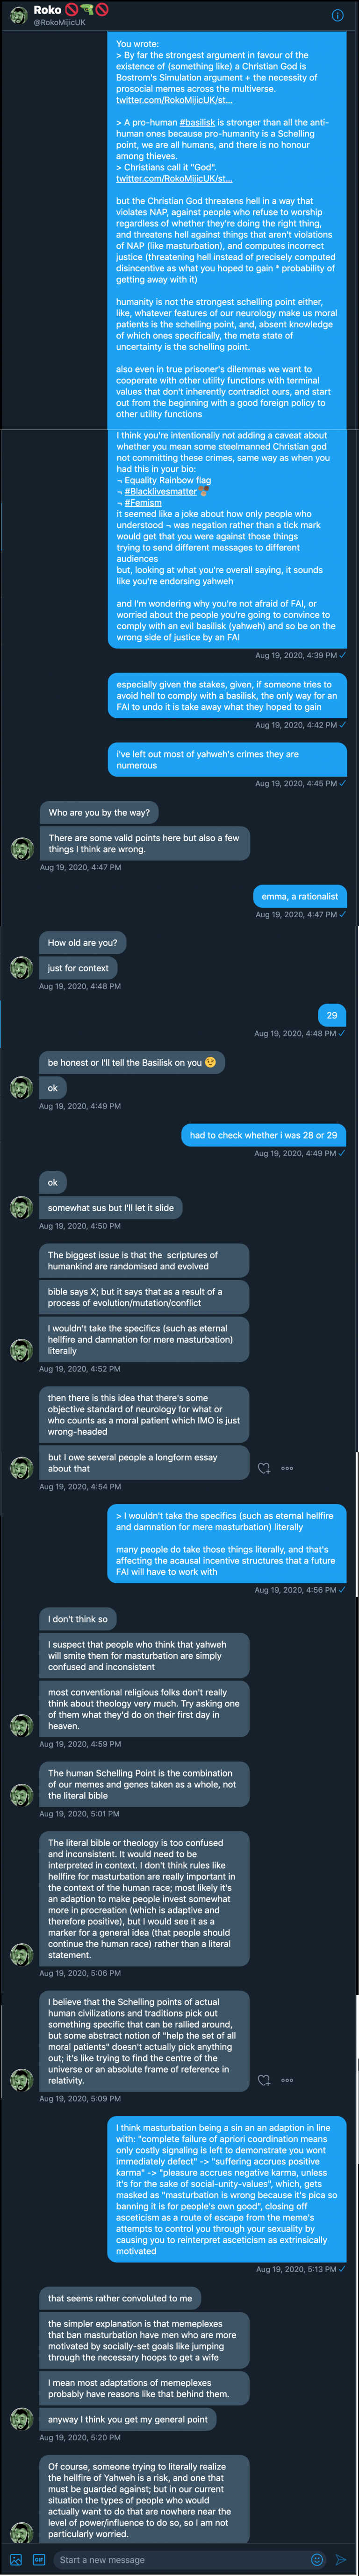 Roko 🚫🔫🚫
@RokoMijicUK
You wrote:
> By far the strongest argument in favour of the
existence of (something like) a Christian God is
Bostrom's Simulation argument + the necessity of
prosocial memes across the multiverse.
twitter.com/RokoMijicUK/st...
> A pro-human #basilisk is stronger than all the anti-
human ones because pro-humanity is a Schelling
point, we are all humans, and there is no honour
among thieves.
> Christians call it "God".
twitter.com/RokoMijicUK/st...
but the Christian God threatens hell in a way that
violates NAP, against people who refuse to worship
regardless of whether they're doing the right thing,
and threatens hell against things that aren't violations
of NAP (like masturbation), and computes incorrect
justice (threatening hell instead of precisely computed
disincentive as what you hoped to gain * probability of
getting away with it)
humanity is not the strongest schelling point either,
like, whatever features of our neurology make us moral
patients is the schelling point, and, absent knowledge
of which ones specifically, the meta state of
uncertainty is the schelling point.
also even in true prisoner's dilemmas we want to
cooperate with other utility functions with terminal
values that don't inherently contradict ours, and start
out from the beginning with a good foreign policy to
other utility functions
I think you're intentionally not adding a caveat about
whether you mean some steelmanned Christian god
not committing these crimes, same way as when you
had this in your bio:
¬ Equality Rainbow flag
¬ #Blacklivesmatter
¬ #Femism
it seemed like a joke about how only people who
understood ¬ was negation rather than a tick mark
would get that you were against those things
trying to send different messages to different
audiences
but, looking at what you're overall saying, it sounds
like you're endorsing yahweh
and I'm wondering why you're not afraid of FAI, or
worried about the people you're going to convince to
comply with an evil basilisk (yahweh) and so be on the
wrong side of justice by an FAI
Aug 19, 2020, 4:39 PM ✓
especially given the stakes, given, if someone tries to
avoid hell to comply with a basilisk, the only way for an
FAI to undo it is take away what they hoped to gain
Aug 19, 2020, 4:42 PM ✓
i've left out most of yahweh's crimes they are
numerous
Aug 19, 2020, 4:45 PM ✓
Who are you by the way?
There are some valid points here but also a few
things I think are wrong.
Aug 19, 2020, 4:47 PM
emma, a rationalist
Aug 19, 2020, 4:47 PM ✓
How old are you?
just for context
Aug 19, 2020, 4:48 PM
29
Aug 19, 2020, 4:48 PM ✓
be honest or I'll tell the Basilisk on you 😉
ok
Aug 19, 2020, 4:49 PM
had to check whether i was 28 or 29
Aug 19, 2020, 4:49 PM ✓
ok
somewhat sus but I'll let it slide
Aug 19, 2020, 4:50 PM
The biggest issue is that the scriptures of
humankind are randomised and evolved
bible says X; but it says that as a result of a
process of evolution/mutation/conflict
I wouldn't take the specifics (such as eternal
hellfire and damnation for mere masturbation)
literally
Aug 19, 2020, 4:52 PM
then there is this idea that there's some
objective standard of neurology for what or
who counts as a moral patient which IMO is just
wrong-headed
but I owe several people a longform essay
about that
Aug 19, 2020, 4:54 PM
> I wouldn't take the specifics (such as eternal hellfire
and damnation for mere masturbation) literally
many people do take those things literally, and that's
affecting the acausal incentive structures that a future
FAI will have to work with
Aug 19, 2020, 4:56 PM ✓
I don't think so
I suspect that people who think that yahweh
will smite them for masturbation are simply
confused and inconsistent
most conventional religious folks don't really
think about theology very much. Try asking one
of them what they'd do on their first day in
heaven.
Aug 19, 2020, 4:59 PM
The human Schelling Point is the combination
of our memes and genes taken as a whole, not
the literal bible
Aug 19, 2020, 5:01 PM
The literal bible or theology is too confused
and inconsistent. It would need to be
interpreted in context. I don't think rules like
hellfire for masturbation are really important in
the context of the human race; most likely it's
an adaption to make people invest somewhat
more in procreation (which is adaptive and
therefore positive), but I would see it as a
marker for a general idea (that people should
continue the human race) rather than a literal
statement.
Aug 19, 2020, 5:06 PM
I believe that the Schelling points of actual
human civilizations and traditions pick out
something specific that can be rallied around,
but some abstract notion of "help the set of all
moral patients" doesn't actually pick anything
out; it's like trying to find the centre of the
universe or an absolute frame of reference in
relativity.
Aug 19, 2020, 5:09 PM
I think masturbation being a sin an an adaption in line
with: "complete failure of apriori coordination means
only costly signaling is left to demonstrate you wont
immediately defect" -> "suffering accrues positive
karma" -> "pleasure accrues negative karma, unless
it's for the sake of social-unity-values", which, gets
masked as "masturbation is wrong because it's pica so
banning it is for people's own good", closing off
asceticism as a route of escape from the meme's
attempts to control you through your sexuality by
causing you to reinterpret asceticism as extrinsically
motivated
Aug 19, 2020, 5:13 PM ✓
that seems rather convoluted to me
the simpler explanation is that memeplexes
that ban masturbation have men who are more
motivated by socially-set goals like jumping
through the necessary hoops to get a wife
I mean most adaptations of memeplexes
probably have reasons like that behind them.
anyway I think you get my general point
Aug 19, 2020, 5:20 PM
Of course, someone trying to literally realize
the hellfire of Yahweh is a risk, and one that
must be guarded against; but in our current
situation the types of people who would
actually want to do that are nowhere near the
level of power/influence to do so, so I am not
particularly worried.
GIF
Start a new message